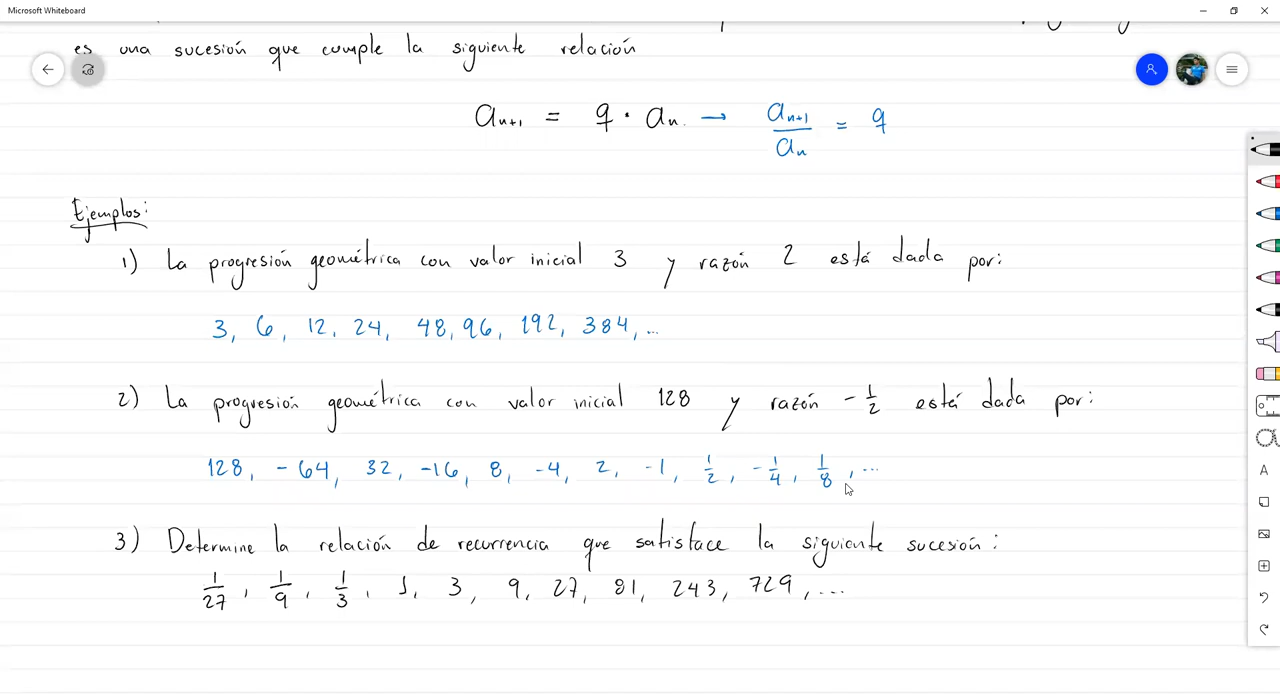 Microsoft Whiteboard
es una sucesión que cumple la siguiente relación
aₙ₊₁ = q · aₙ. → aₙ₊₁/aₙ = q
Ejemplos:
1) La progresión geométrica con valor inicial 3 y razón 2 está dada por:
3, 6, 12, 24, 48, 96, 192, 384, ...
2) La progresión geométrica con valor inicial 128 y razón -1/2 está dada por:
128, -64, 32, -16, 8, -4, 2, -1, 1/2, -1/4, 1/8, ...
3) Determine la relación de recurrencia que satisface la siguiente sucesión:
1/27, 1/9, 1/3, 1, 3, 9, 27, 81, 243, 729, ...